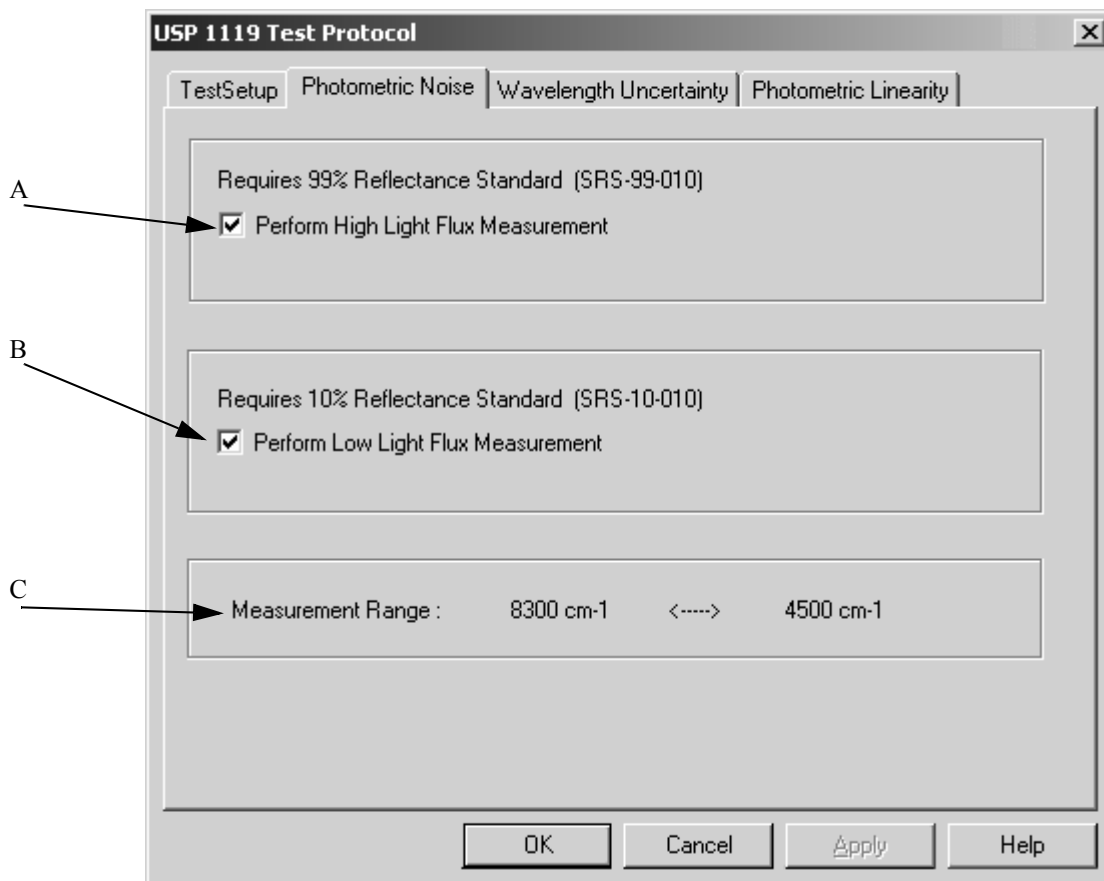 USP 1119 Test Protocol
TestSetup Photometric Noise Wavelength Uncertainty Photometric Linearity
A
Requires 99% Reflectance Standard (SRS-99-010)
Perform High Light Flux Measurement
B
Requires 10% Reflectance Standard (SRS-10-010)
Perform Low Light Flux Measurement
C
Measurement Range : 8300 cm-1 <-----> 4500 cm-1
OK Cancel Apply Help